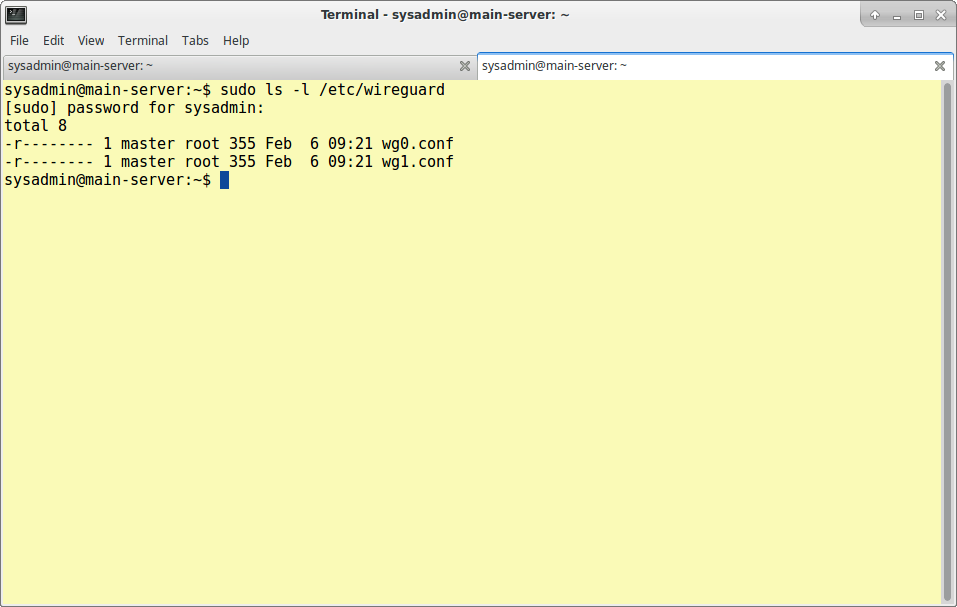 Terminal - sysadmin@main-server: ~
File Edit View Terminal Tabs Help
sysadmin@main-server: ~ sysadmin@main-server: ~
sysadmin@main-server:~$ sudo ls -l /etc/wireguard
[sudo] password for sysadmin:
total 8
-r-------- 1 master root 355 Feb  6 09:21 wg0.conf
-r-------- 1 master root 355 Feb  6 09:21 wg1.conf
sysadmin@main-server:~$